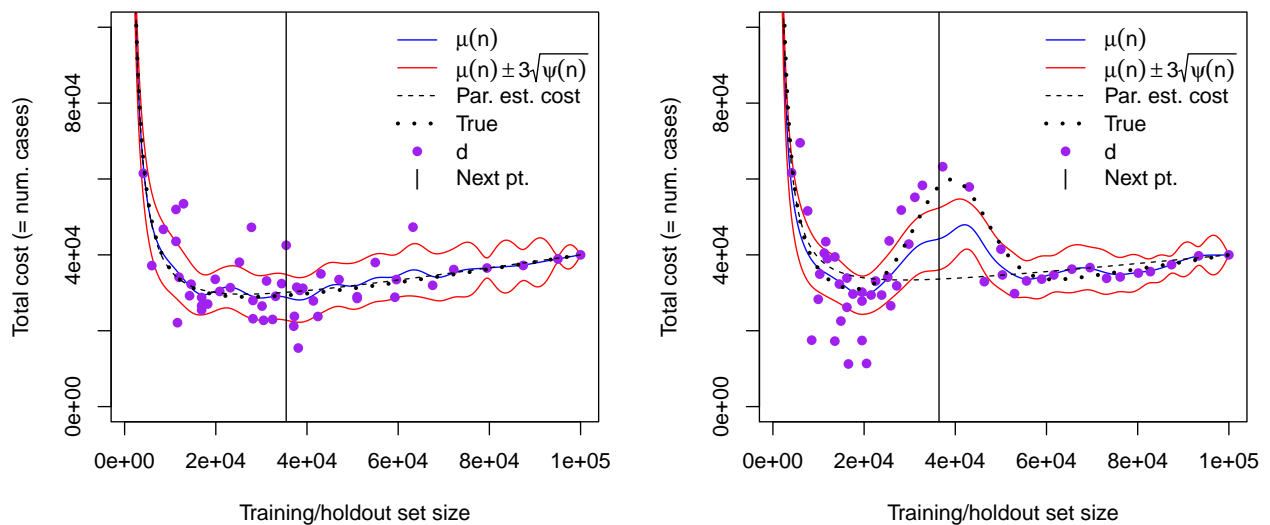 μ(n)
μ(n) ± 3√ψ(n)
Par. est. cost
True
d
Next pt.
Total cost (= num. cases)
0e+00
4e+04
8e+04
0e+00
2e+04
4e+04
6e+04
8e+04
1e+05
Training/holdout set size
μ(n)
μ(n) ± 3√ψ(n)
Par. est. cost
True
d
Next pt.
Total cost (= num. cases)
0e+00
4e+04
8e+04
0e+00
2e+04
4e+04
6e+04
8e+04
1e+05
Training/holdout set size